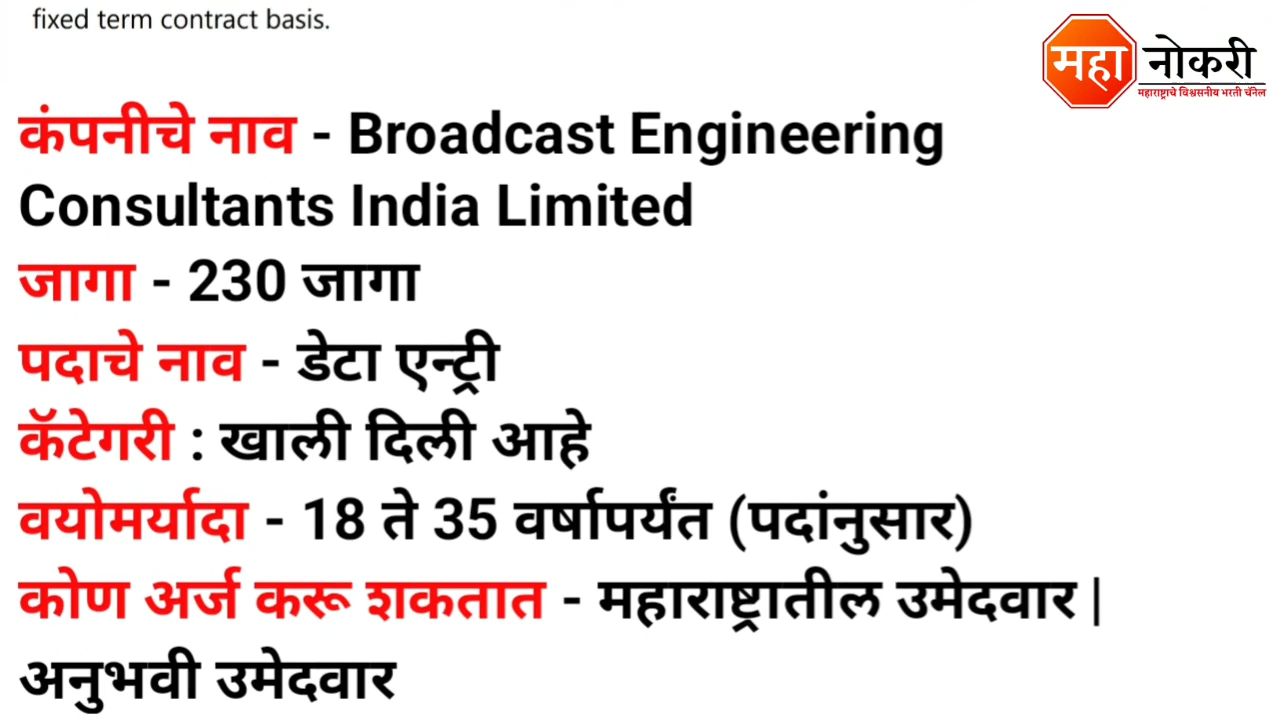 fixed term contract basis.
महा नोकरी
महाराष्ट्राचे विश्वसनीय भरती चॅनेल
कंपनीचे नाव - Broadcast Engineering
Consultants India Limited
जागा - 230 जागा
पदाचे नाव - डेटा एन्ट्री
कॅटेगरी : खाली दिली आहे
वयोमर्यादा - 18 ते 35 वर्षापर्यंत (पदांनुसार)
कोण अर्ज करू शकतात - महाराष्ट्रातील उमेदवार |
अनुभवी उमेदवार